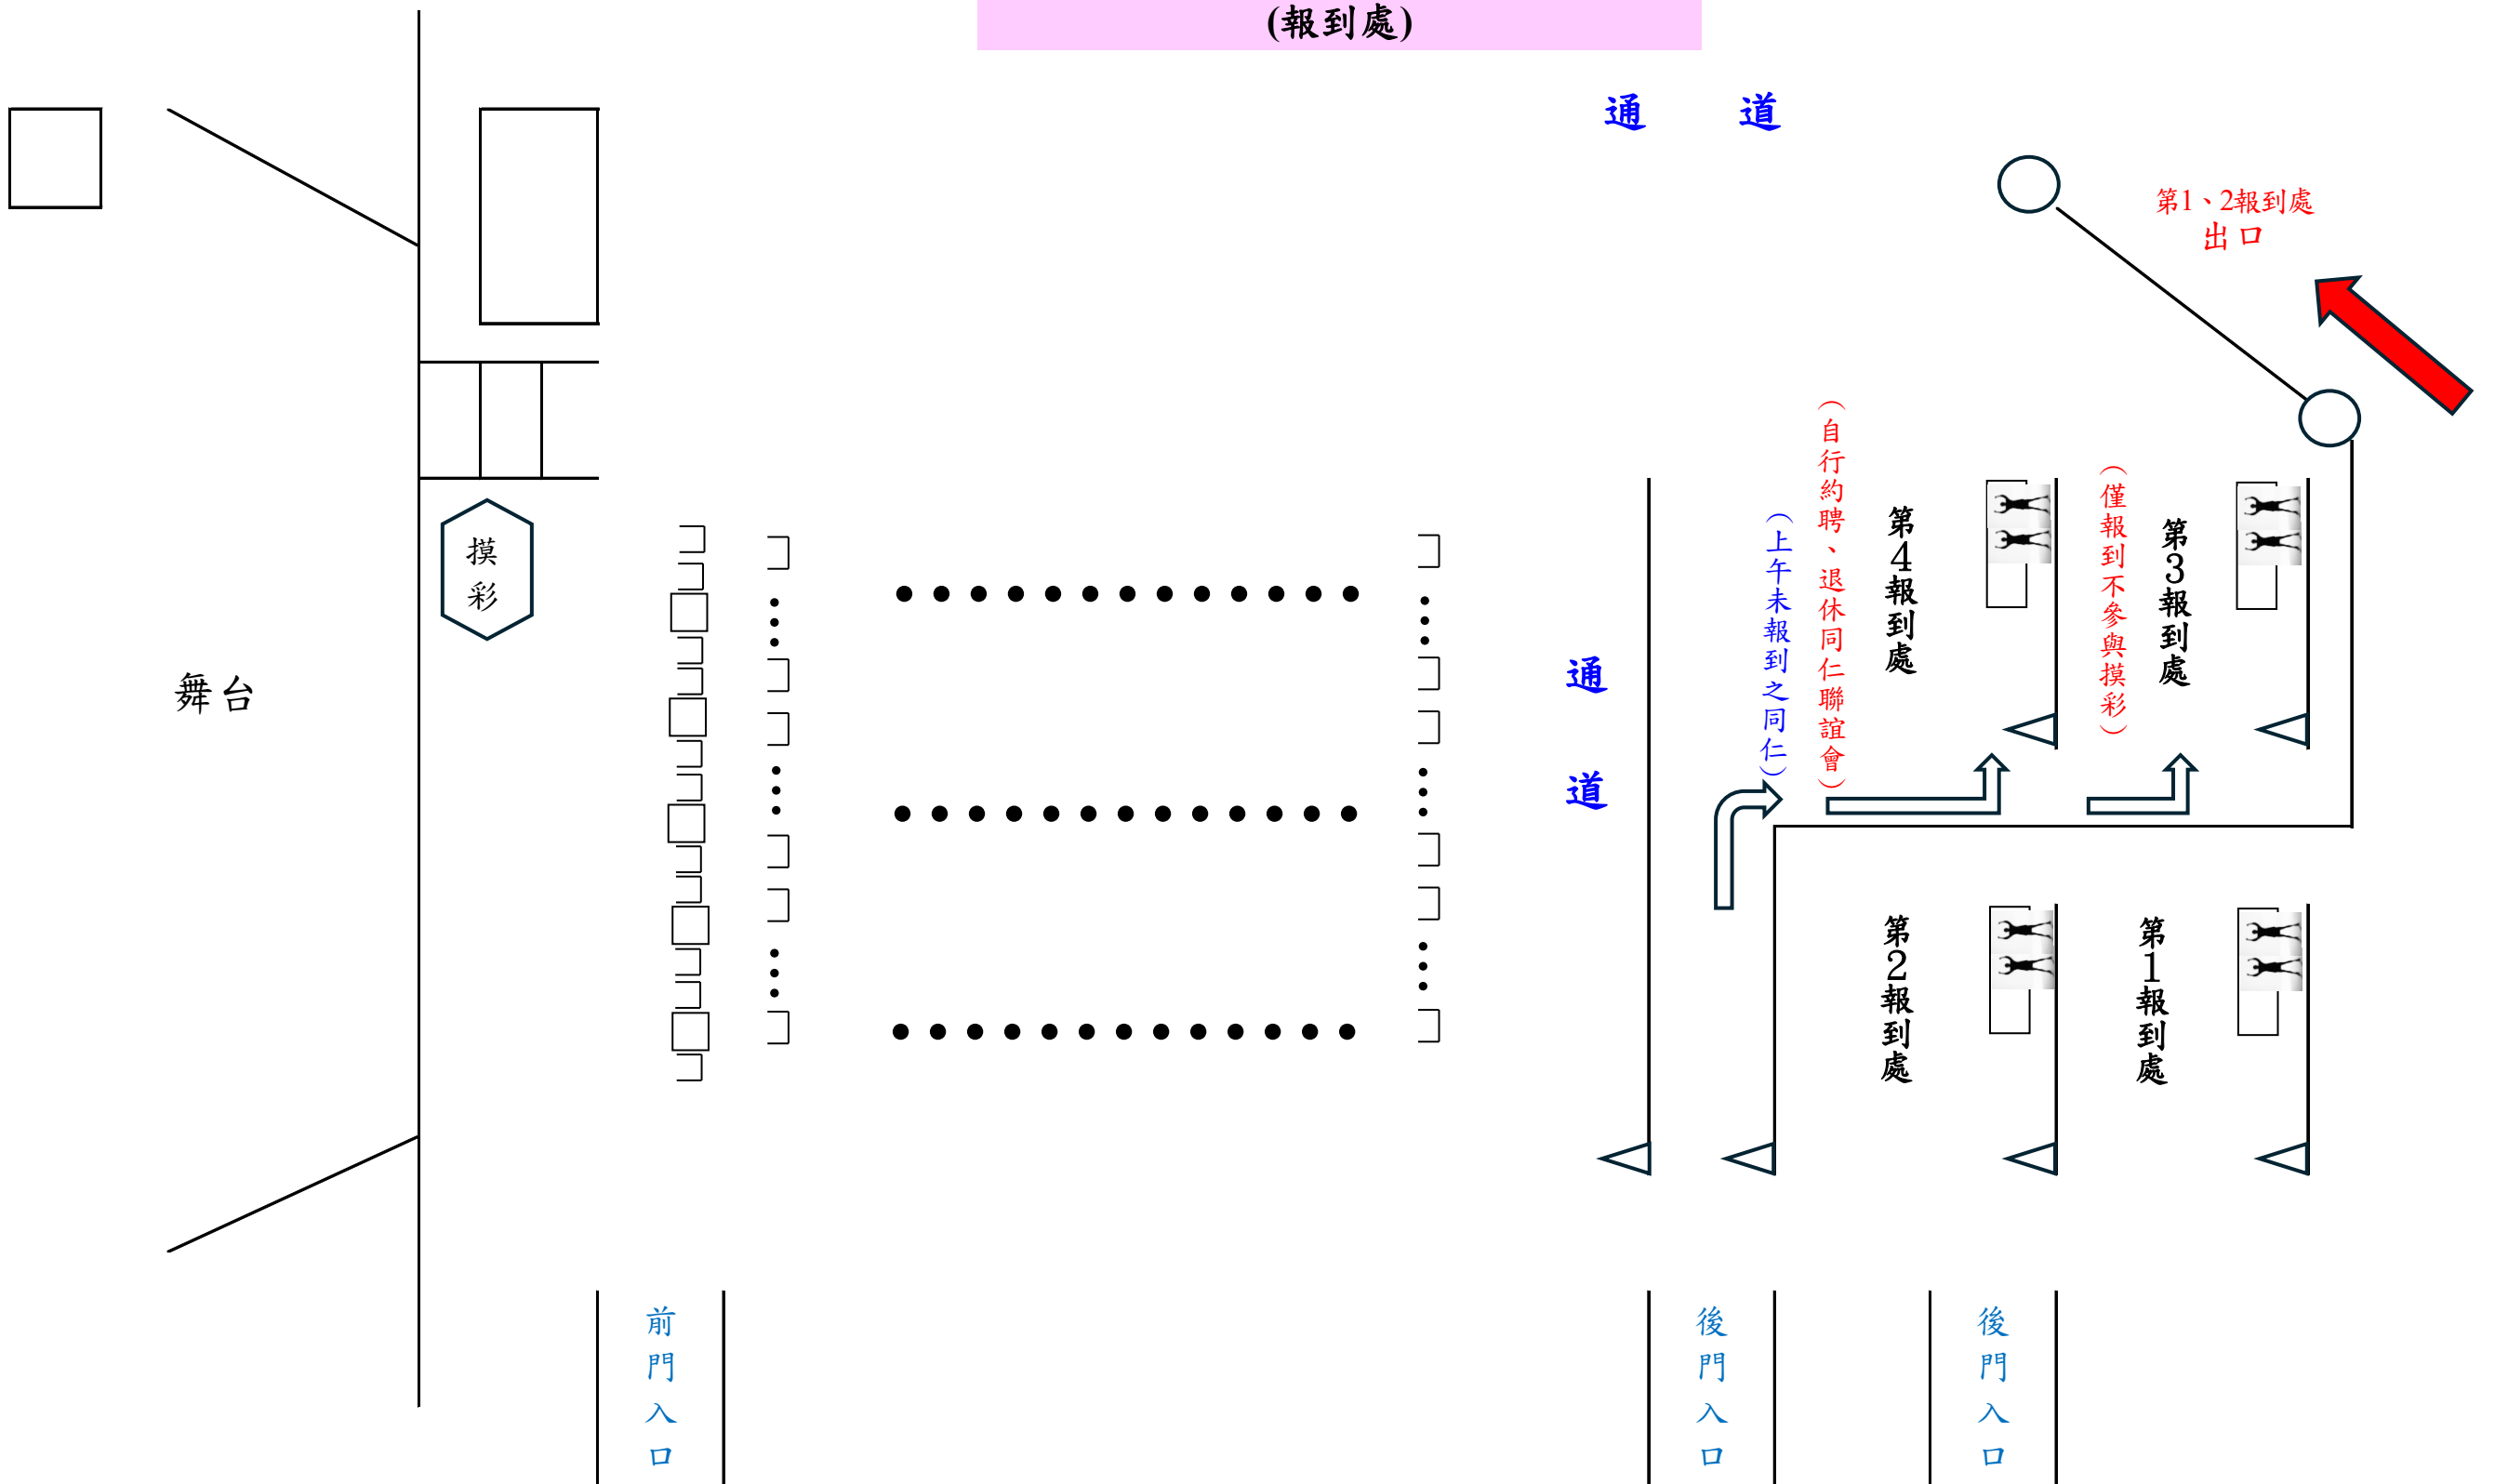 (報到處)
通 道
第1、2報到處
出口
摸彩
舞台
通道
(上午未報到之同仁)
(自行約聘、退休同仁聯誼會)
第4報到處
(僅報到不參與摸彩)
第3報到處
第2報到處
第1報到處
前門入口
後門入口
後門入口